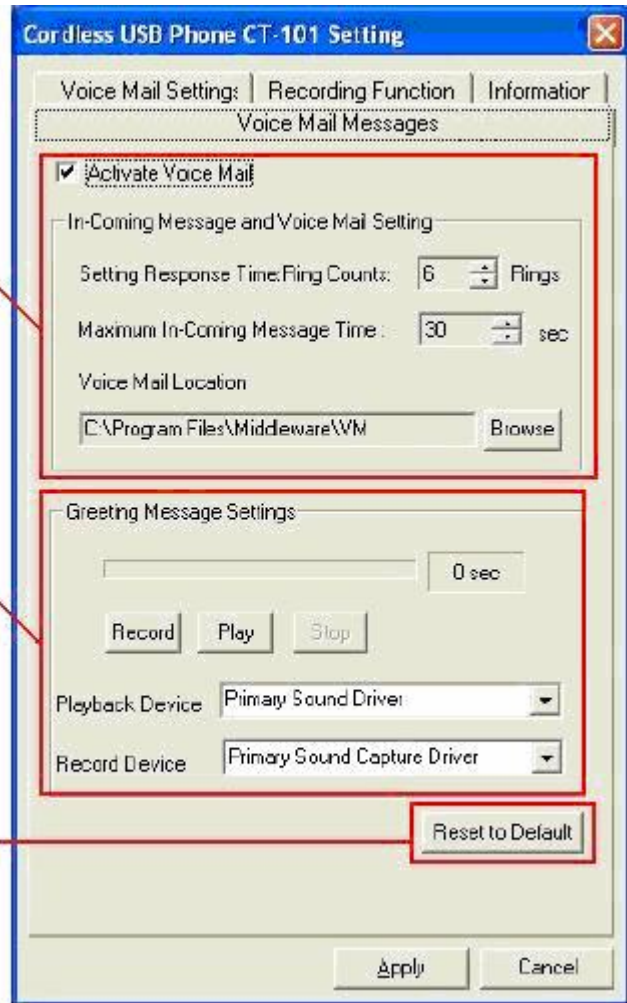 Cordless USB Phone CT-101 Setting
Voice Mail Settings Recording Function Information
Voice Mail Messages
Activate Voice Mail
In-Coming Message and Voice Mail Setting
Setting Response Time:Ring Counts: 6 Rings
Maximum In-Coming Message Time : 30 sec
Voice Mail Location
C:\Program Files\Middleware\VM Browse
Greeting Message Settings
0 sec
Record Play Stop
Playback Device Primary Sound Driver
Record Device Primary Sound Capture Driver
Reset to Default
Apply Cancel